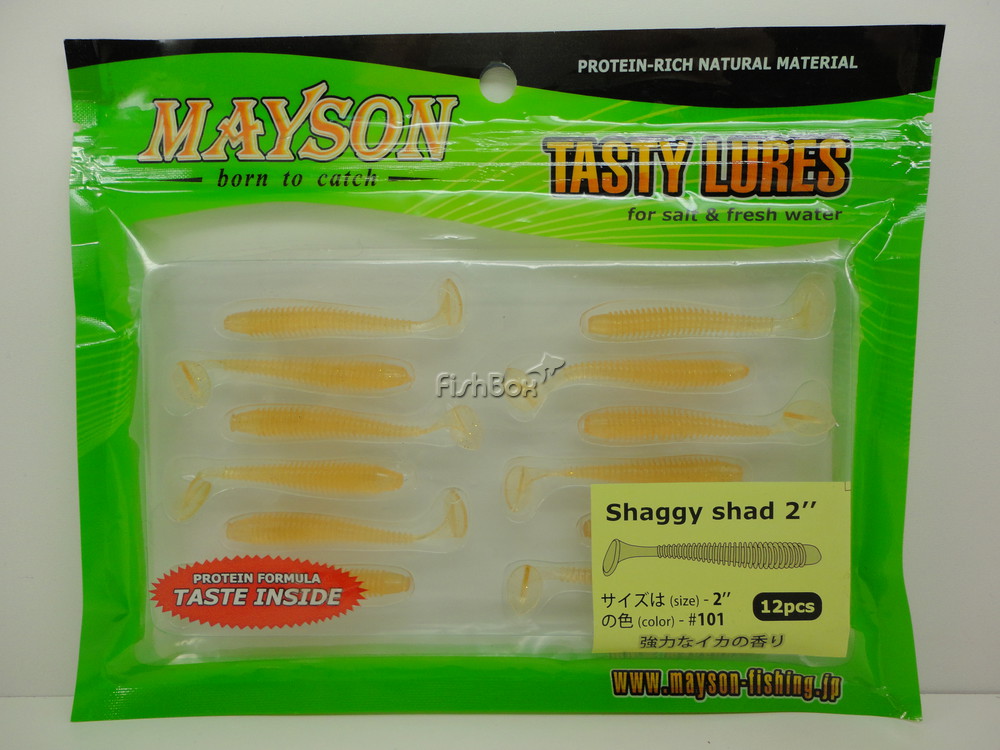 PROTEIN-RICH NATURAL MATERIAL
MAYSON
born to catch
TASTY LURES
for salt & fresh water
FishBox
Shaggy shad 2’’
サイズは (size) - 2’’
の色 (color) - #101
12pcs
強力なイカの香り
PROTEIN FORMULA
TASTE INSIDE
www.mayson-fishing.jp